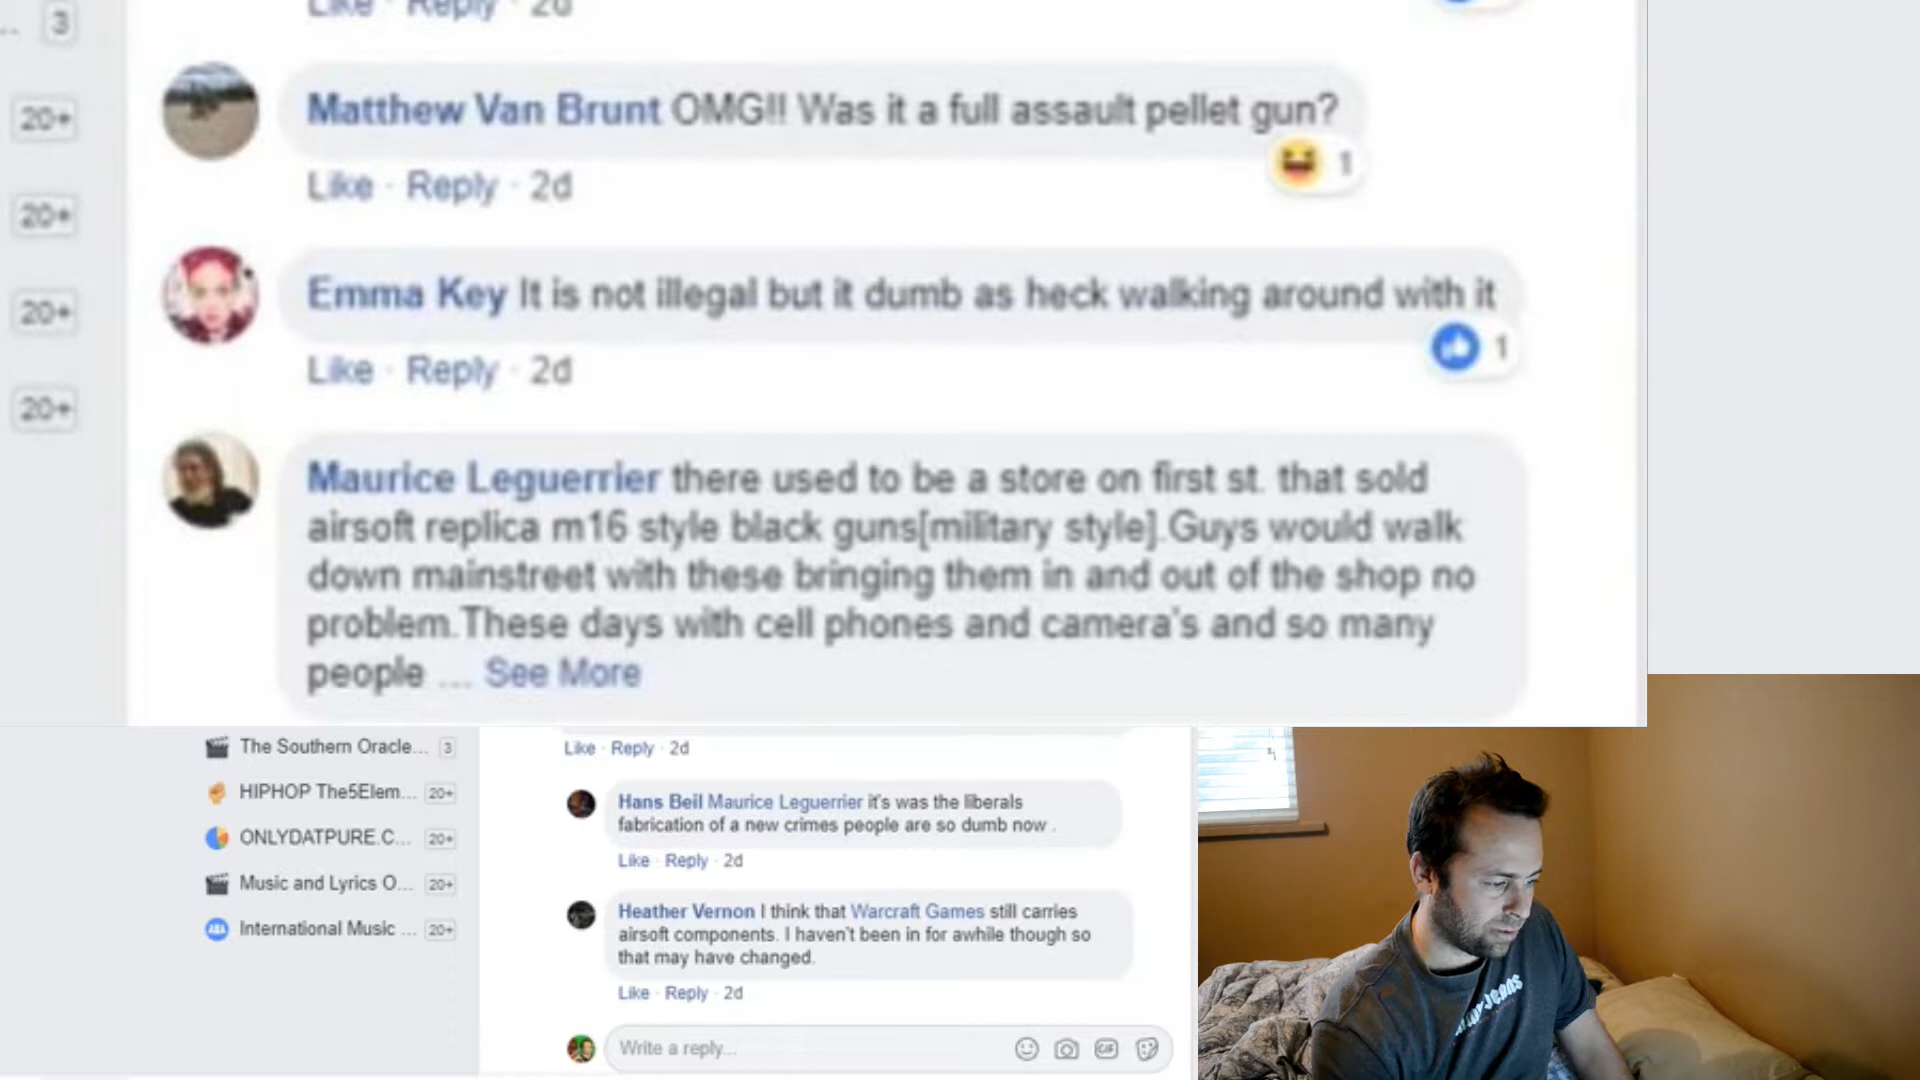 Like · Reply · 2d
3
20+
20+
20+
20+
Matthew Van Brunt OMG!! Was it a full assault pellet gun?
1
Like · Reply · 2d
Emma Key It is not illegal but it dumb as heck walking around with it
1
Like · Reply · 2d
Maurice Leguerrier there used to be a store on first st. that sold
airsoft replica m16 style black guns[military style].Guys would walk
down mainstreet with these bringing them in and out of the shop no
problem.These days with cell phones and camera's and so many
people ... See More
The Southern Oracle... 3
HIPHOP The5Elem... 20+
ONLYDATPURE.C... 20+
Music and Lyrics O... 20+
International Music ... 20+
Like · Reply · 2d
Hans Beil Maurice Leguerrier it's was the liberals
fabrication of a new crimes people are so dumb now .
Like · Reply · 2d
Heather Vernon I think that Warcraft Games still carries
airsoft components. I haven't been in for awhile though so
that may have changed.
Like · Reply · 2d
Write a reply...
GIF